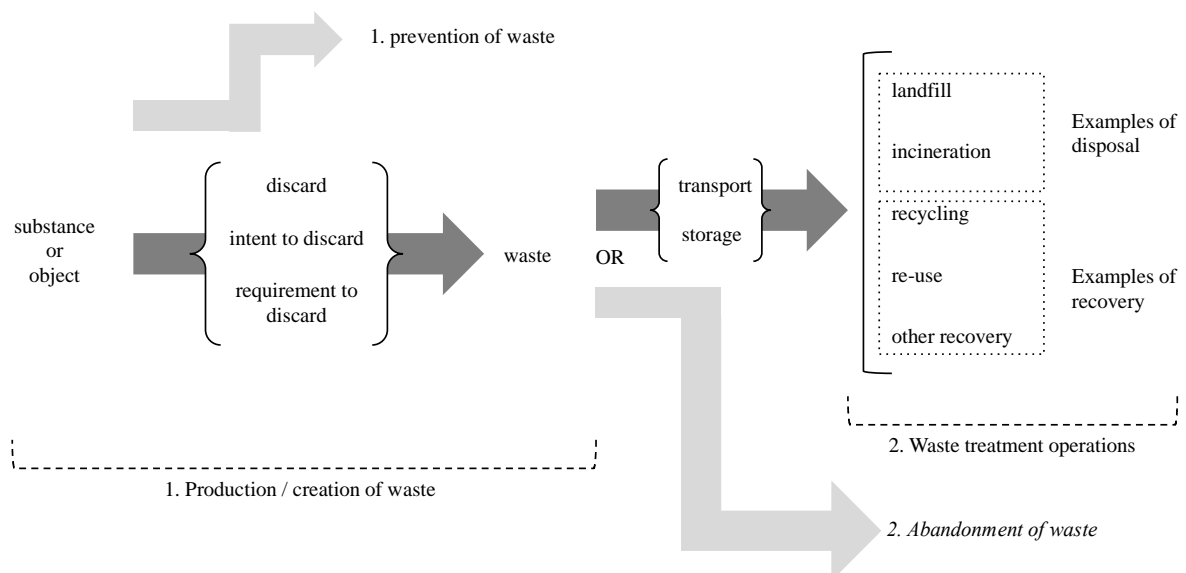 1. prevention of waste
substance
or
object
discard
intent to discard
requirement to
discard
waste
OR
transport
storage
landfill
incineration
Examples of
disposal
recycling
re-use
other recovery
Examples of
recovery
1. Production / creation of waste
2. Waste treatment operations
2. Abandonment of waste